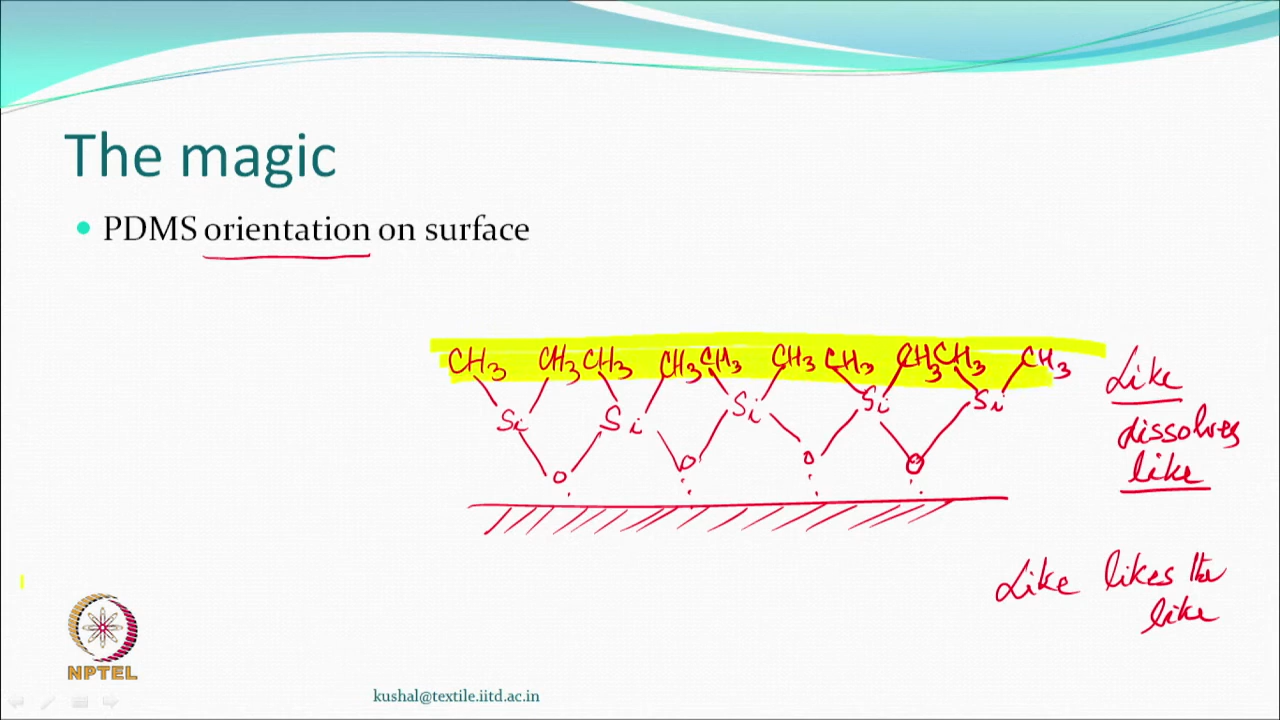 The magic
PDMS orientation on surface
CH3 CH3 CH3 CH3 CH3 CH3 CH3 CH3 CH3 CH3
Si Si Si Si Si
O O O O
Like
dissolves
like
Like likes the
like
NPTEL
kushal@textile.iitd.ac.in